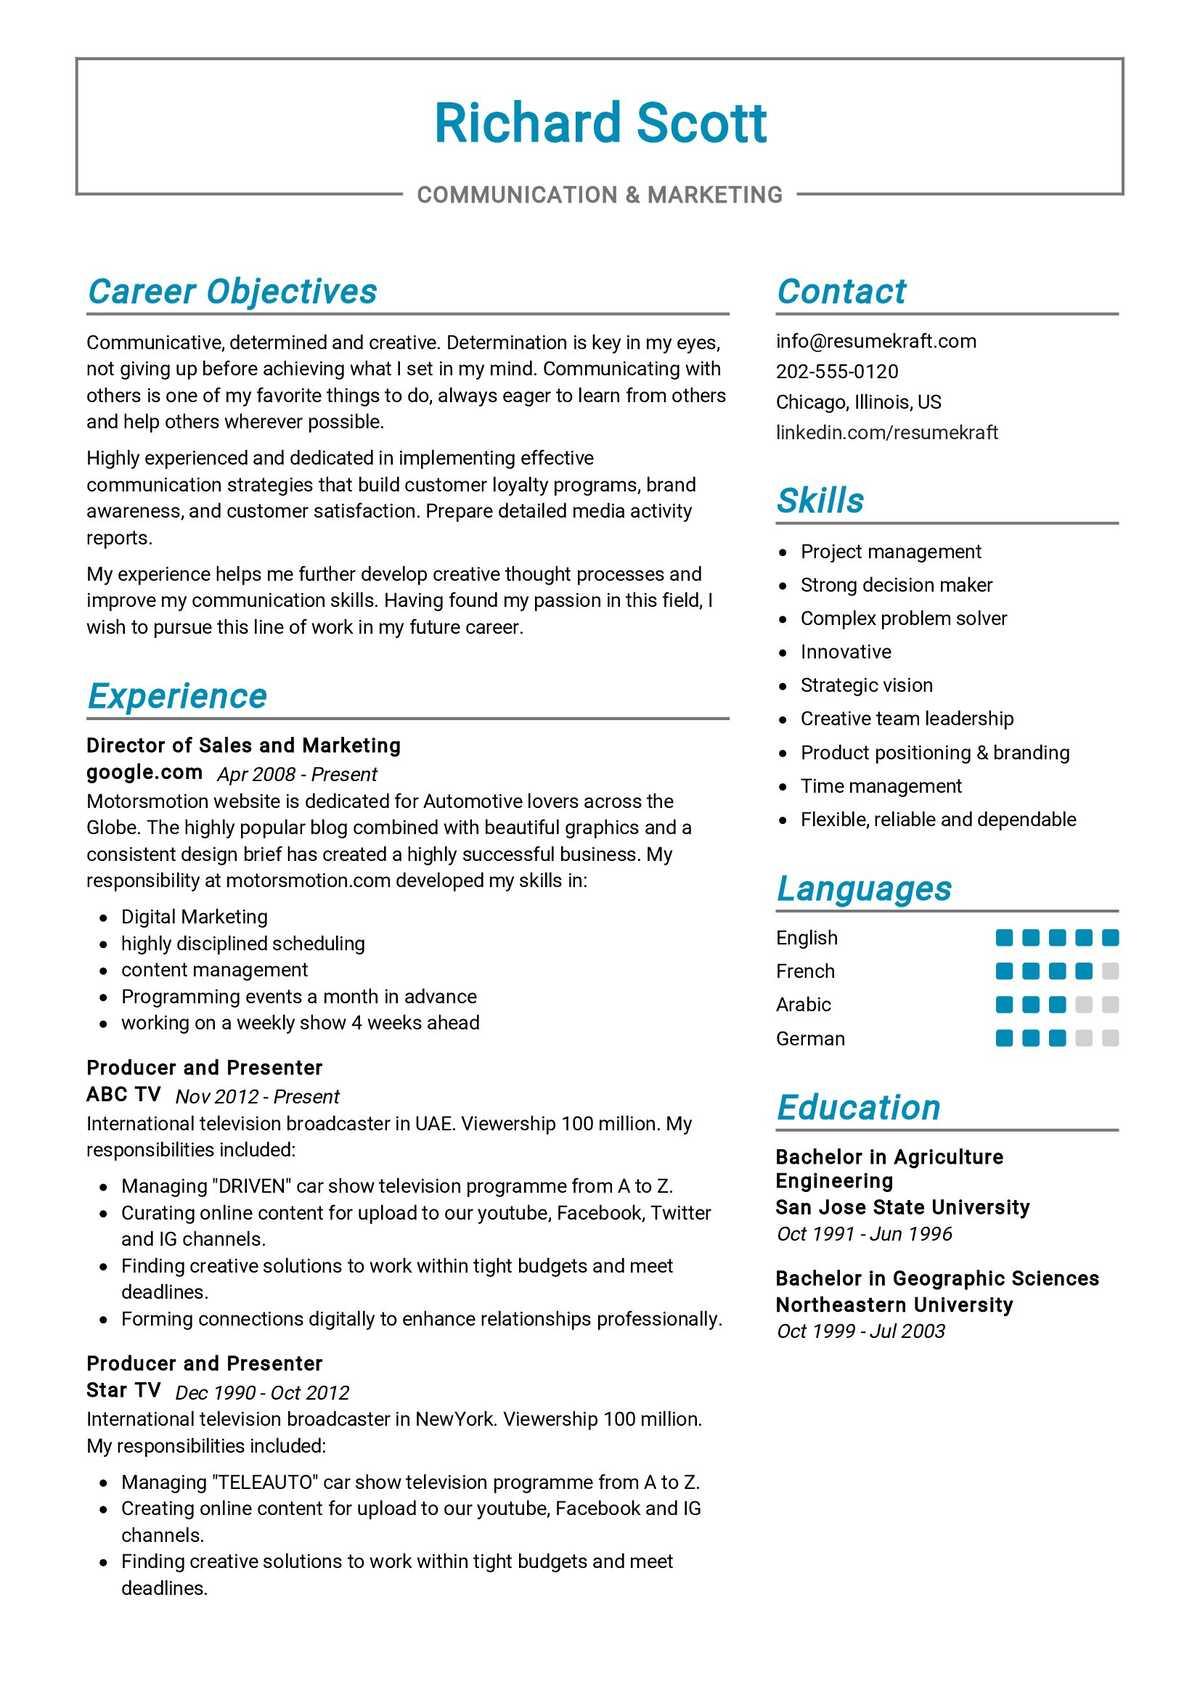 Richard Scott
COMMUNICATION & MARKETING
Career Objectives
Communicative, determined and creative. Determination is key in my eyes,
not giving up before achieving what I set in my mind. Communicating with
others is one of my favorite things to do, always eager to learn from others
and help others wherever possible.
Highly experienced and dedicated in implementing effective
communication strategies that build customer loyalty programs, brand
awareness, and customer satisfaction. Prepare detailed media activity
reports.
My experience helps me further develop creative thought processes and
improve my communication skills. Having found my passion in this field, I
wish to pursue this line of work in my future career.
Experience
Director of Sales and Marketing
google.com Apr 2008 - Present
Motorsmotion website is dedicated for Automotive lovers across the
Globe. The highly popular blog combined with beautiful graphics and a
consistent design brief has created a highly successful business. My
responsibility at motorsmotion.com developed my skills in:
• Digital Marketing
• highly disciplined scheduling
• content management
• Programming events a month in advance
• working on a weekly show 4 weeks ahead
Producer and Presenter
ABC TV Nov 2012 - Present
International television broadcaster in UAE. Viewership 100 million. My
responsibilities included:
• Managing "DRIVEN" car show television programme from A to Z.
• Curating online content for upload to our youtube, Facebook, Twitter
and IG channels.
• Finding creative solutions to work within tight budgets and meet
deadlines.
• Forming connections digitally to enhance relationships professionally.
Producer and Presenter
Star TV Dec 1990 - Oct 2012
International television broadcaster in NewYork. Viewership 100 million.
My responsibilities included:
• Managing "TELEAUTO" car show television programme from A to Z.
• Creating online content for upload to our youtube, Facebook and IG
channels.
• Finding creative solutions to work within tight budgets and meet
deadlines.
Contact
info@resumekraft.com
202-555-0120
Chicago, Illinois, US
linkedin.com/resumekraft
Skills
• Project management
• Strong decision maker
• Complex problem solver
• Innovative
• Strategic vision
• Creative team leadership
• Product positioning & branding
• Time management
• Flexible, reliable and dependable
Languages
English
French
Arabic
German
Education
Bachelor in Agriculture
Engineering
San Jose State University
Oct 1991 - Jun 1996
Bachelor in Geographic Sciences
Northeastern University
Oct 1999 - Jul 2003